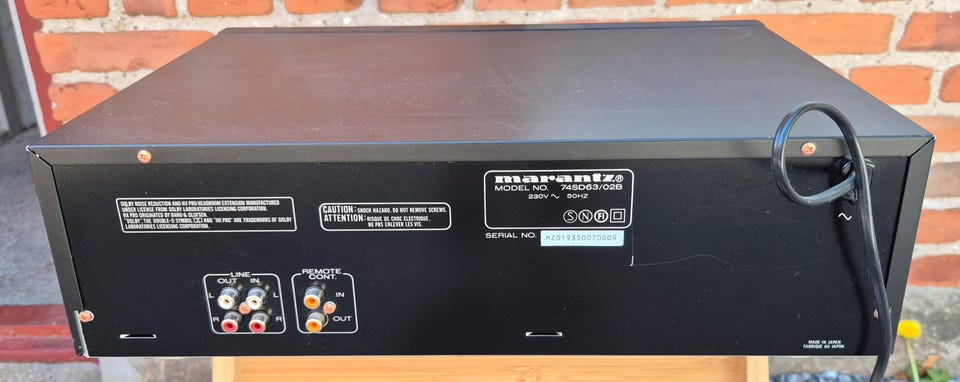 DOLBY NOISE REDUCTION AND HX PRO HEADROOM EXTENSION MANUFACTURED
UNDER LICENSE FROM DOLBY LABORATORIES LICENSING CORPORATION.
HX PRO ORIGINATED BY BANG & OLUFSEN.
"DOLBY", THE DOUBLE-D SYMBOL AND "HX PRO" ARE TRADEMARKS OF DOLBY
LABORATORIES LICENSING CORPORATION.
CAUTION: SHOCK HAZARD, DO NOT REMOVE SCREWS.
ATTENTION: RISQUE DE CHOC ELECTRIQUE,
NE PAS ENLEVER LES VIS.
marantz®
MODEL NO. 74SD63/02B
230V ~ 50HZ
S N FI
SERIAL NO. MZ019350070009
~
LINE
OUT IN
L L
R R
REMOTE
CONT.
IN
OUT
MADE IN JAPAN
FABRIQUE AU JAPON